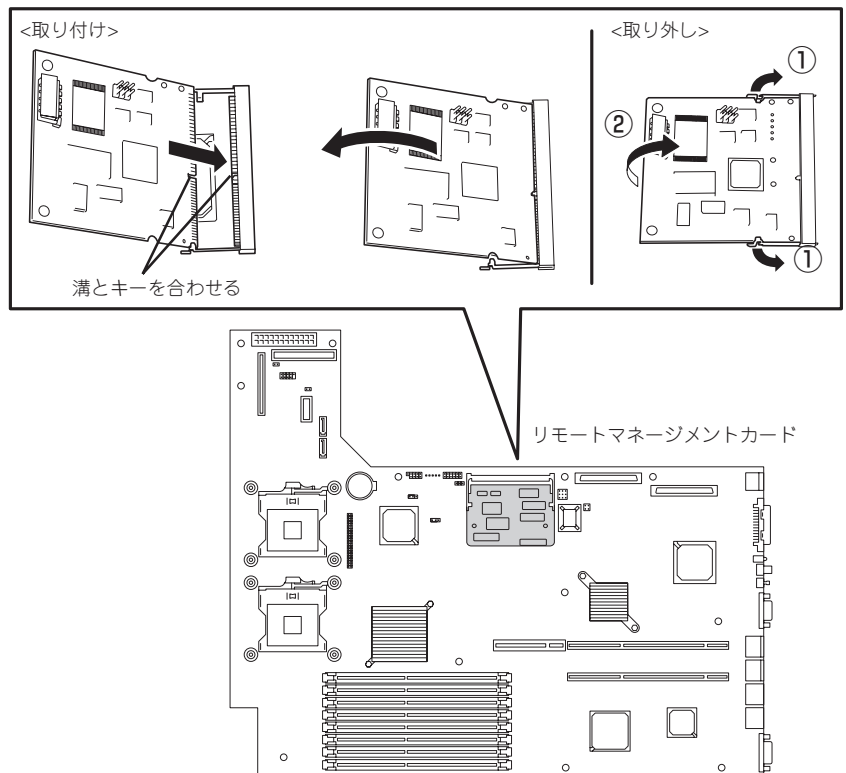 <取り付け>
<取り外し>
①
②
①
溝とキーを合わせる
リモートマネージメントカード